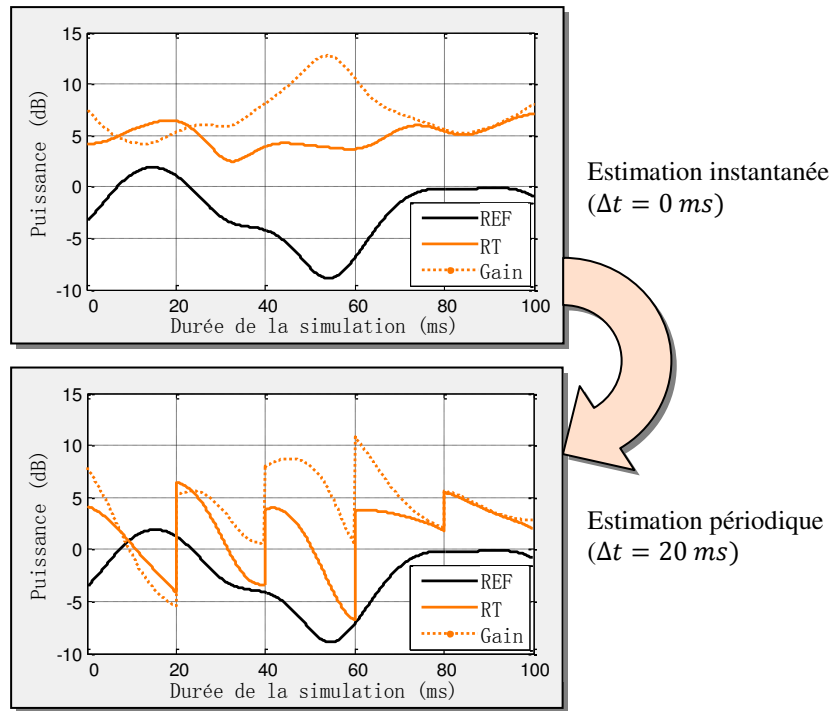 15
10
5
0
-5
-10
Puissance (dB)
REF
RT
Gain
0 20 40 60 80 100
Durée de la simulation (ms)
Estimation instantanée
(Δt = 0 ms)
15
10
5
0
-5
-10
Puissance (dB)
REF
RT
Gain
0 20 40 60 80 100
Durée de la simulation (ms)
Estimation périodique
(Δt = 20 ms)